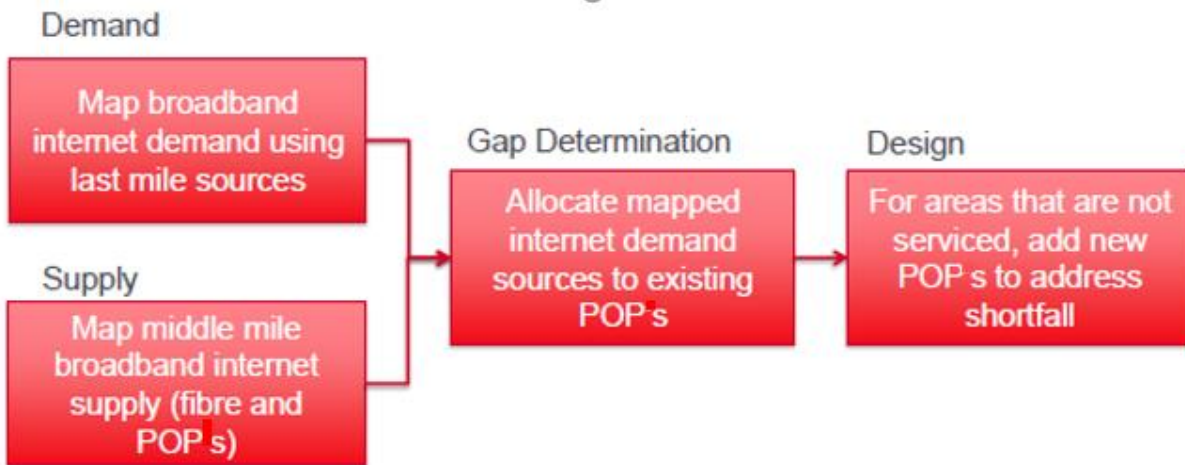 Demand
Map broadband
internet demand using
last mile sources
Supply
Map middle mile
broadband internet
supply (fibre and
POP's)
Gap Determination
Allocate mapped
internet demand
sources to existing
POP's
Design
For areas that are not
serviced, add new
POP's to address
shortfall